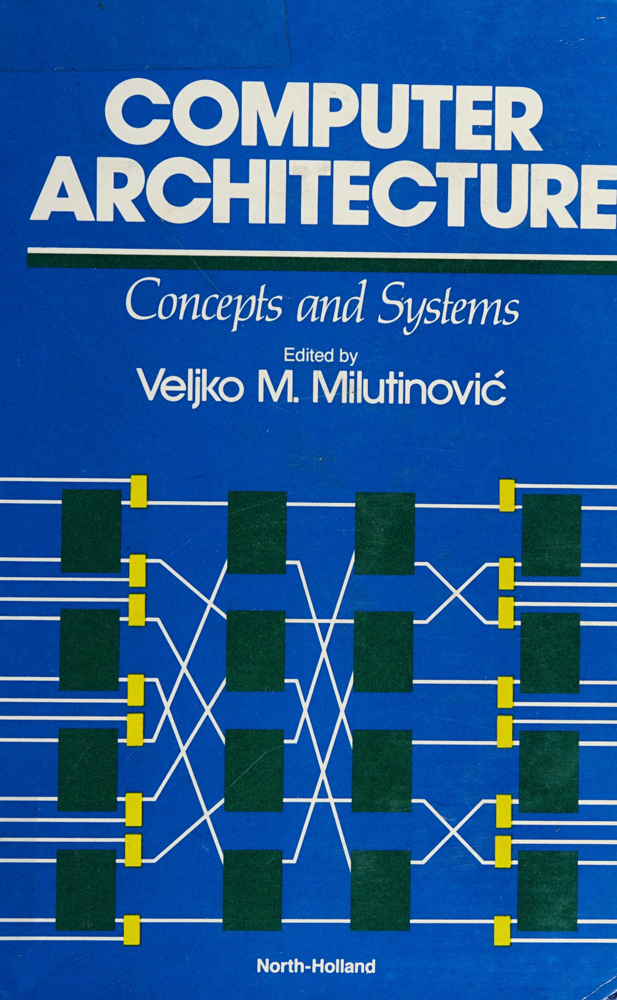 COMPUTER
ARCHITECTURE
Concepts and Systems
Edited by
Veljko M. Milutinović
North-Holland